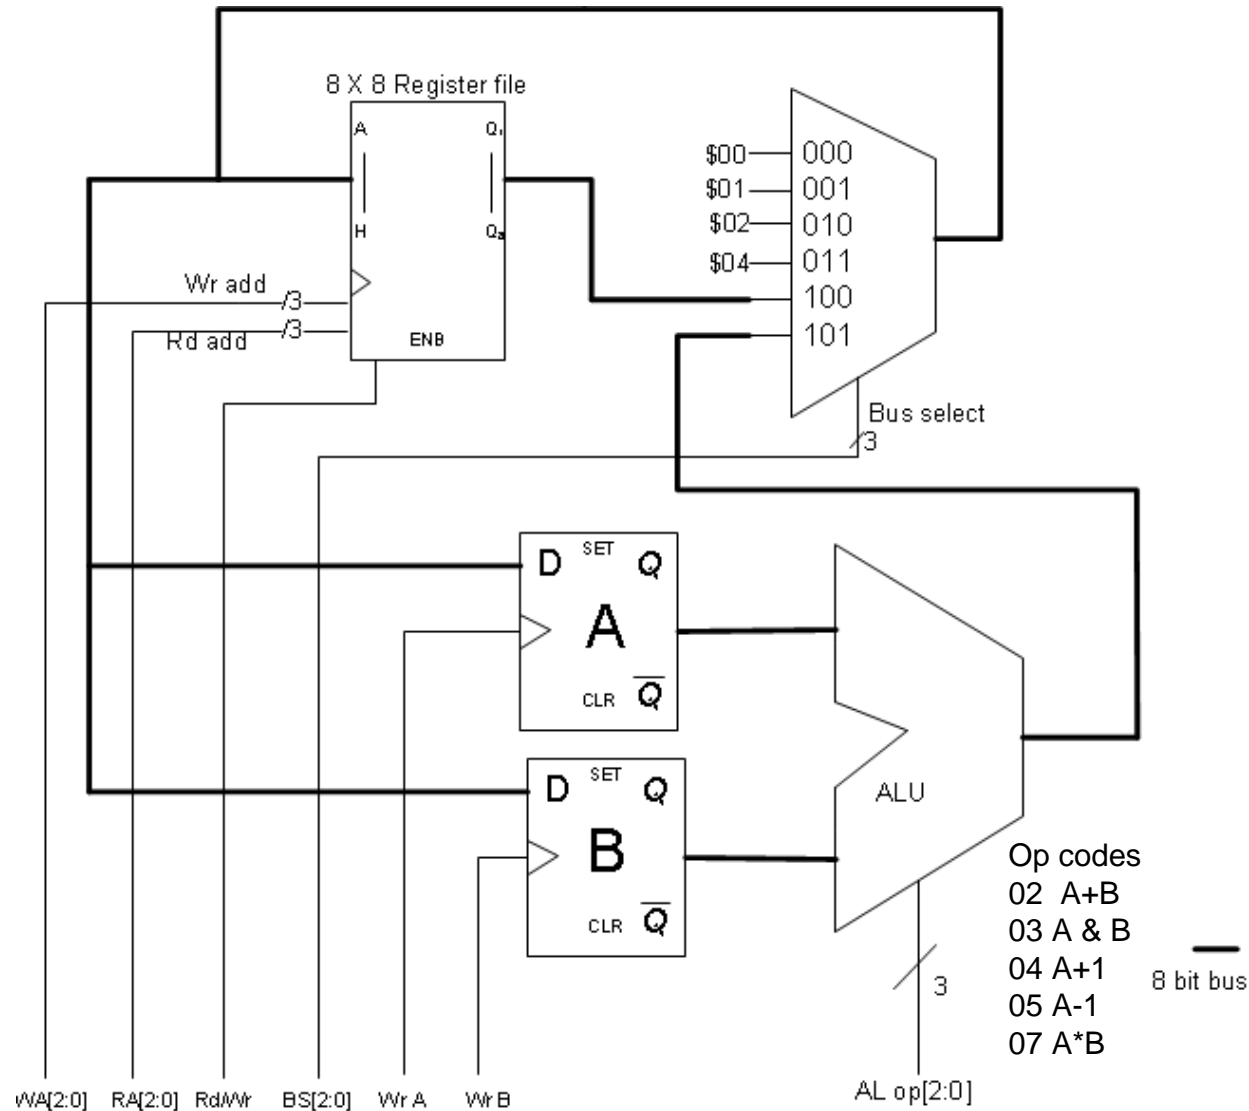 8 X 8 Register file
A
Q₁
H
Q₈
Wr add
3
Rd add
3
ENB
$00
000
$01
001
$02
010
$04
011
100
101
Bus select
3
D
SET
Q
A
CLR
Q
D
SET
Q
B
CLR
Q
ALU
Op codes
02 A+B
03 A & B
04 A+1
05 A-1
07 A*B
3
8 bit bus
WA[2:0]
RA[2:0]
Rd/Wr
BS[2:0]
Wr A
Wr B
AL op[2:0]